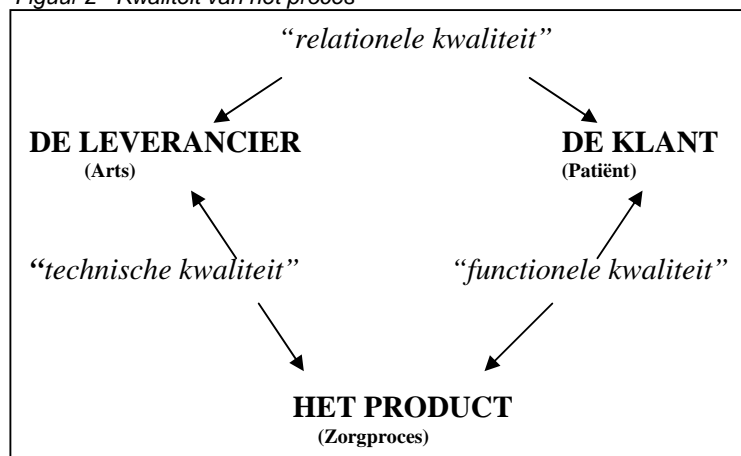 Figuur 2 Kwaliteit van het proces
“relationele kwaliteit”
DE LEVERANCIER DE KLANT
(Arts) (Patiënt)
“technische kwaliteit” “functionele kwaliteit”
HET PRODUCT
(Zorgproces)